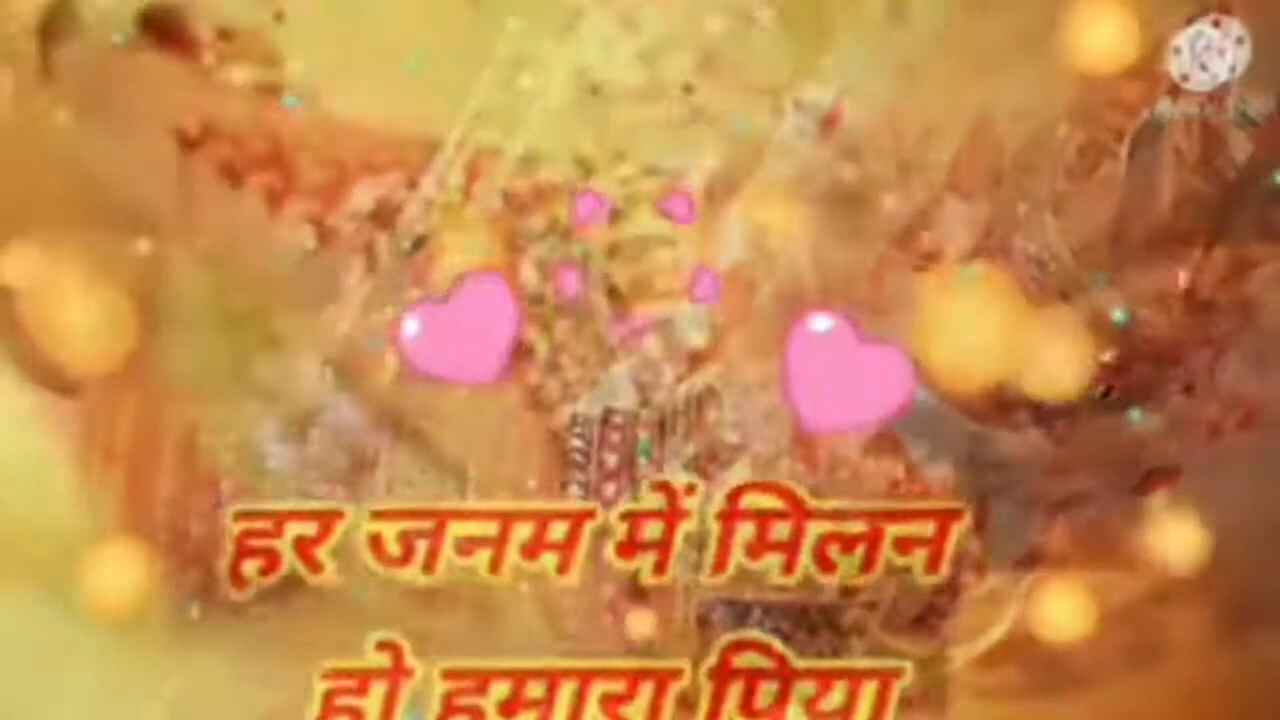 हर जनम में मिलन
हो हमारा पिया